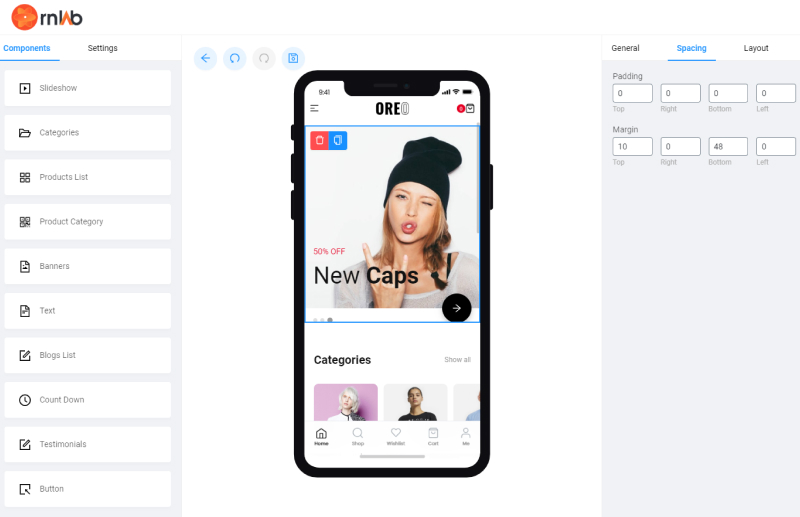 rnlab
Components
Settings
Slideshow
Categories
Products List
Product Category
Banners
Text
Blogs List
Count Down
Testimonials
Button
9:41
OREO
0
50% OFF
New Caps
Categories
Show all
Home
Shop
Wishlist
Cart
Me
General
Spacing
Layout
Padding
0 0 0 0
Top Right Bottom Left
Margin
10 0 48 0
Top Right Bottom Left